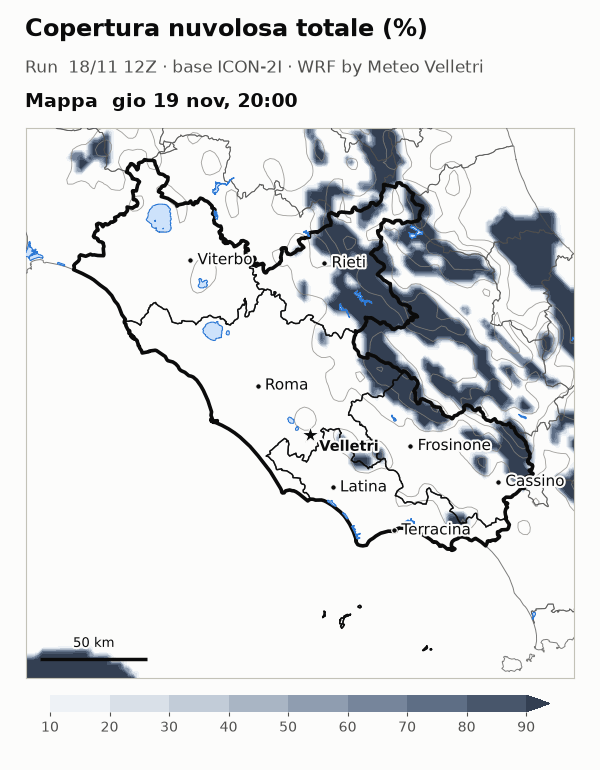 Copertura nuvolosa totale (%)
Run  18/11 12Z · base ICON-2I · WRF by Meteo Velletri
Mappa  gio 19 nov, 20:00
Viterbo
Rieti
Roma
Velletri
Frosinone
Latina
Cassino
Terracina
50 km
10 20 30 40 50 60 70 80 90